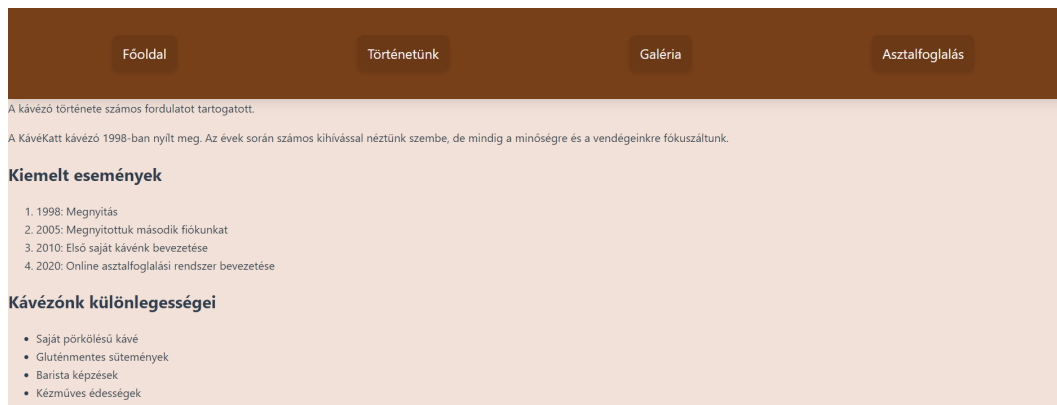 Főoldal
Történetünk
Galéria
Asztalfoglalás
A kávézó története számos fordulatot tartogatott.
A KávéKatt kávézó 1998-ban nyílt meg. Az évek során számos kihívással néztünk szembe, de mindig a minőségre és a vendégeinkre fókuszáltunk.
Kiemelt események
1. 1998: Megnyitás
2. 2005: Megnyitottuk második fiókunkat
3. 2010: Első saját kávénk bevezetése
4. 2020: Online asztalfoglalási rendszer bevezetése
Kávézónk különlegességei
• Saját pörkölésű kávé
• Gluténmentes sütemények
• Barista képzések
• Kézműves édességek